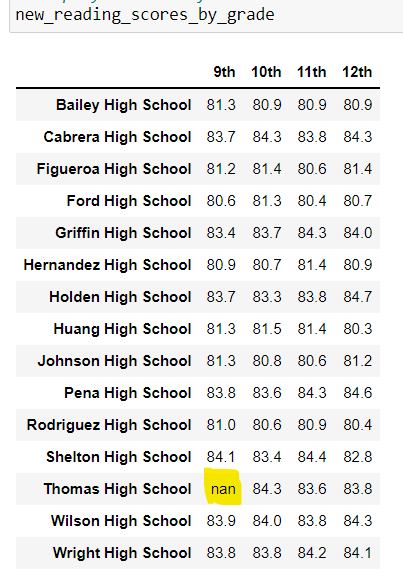 new_reading_scores_by_grade
9th 10th 11th 12th
Bailey High School 81.3 80.9 80.9 80.9
Cabrera High School 83.7 84.3 83.8 84.3
Figueroa High School 81.2 81.4 80.6 81.4
Ford High School 80.6 81.3 80.4 80.7
Griffin High School 83.4 83.7 84.3 84.0
Hernandez High School 80.9 80.7 81.4 80.9
Holden High School 83.7 83.3 83.8 84.7
Huang High School 81.3 81.5 81.4 80.3
Johnson High School 81.3 80.8 80.6 81.2
Pena High School 83.8 83.6 84.3 84.6
Rodriguez High School 81.0 80.6 80.9 80.4
Shelton High School 84.1 83.4 84.4 82.8
Thomas High School nan 84.3 83.6 83.8
Wilson High School 83.9 84.0 83.8 84.3
Wright High School 83.8 83.8 84.2 84.1